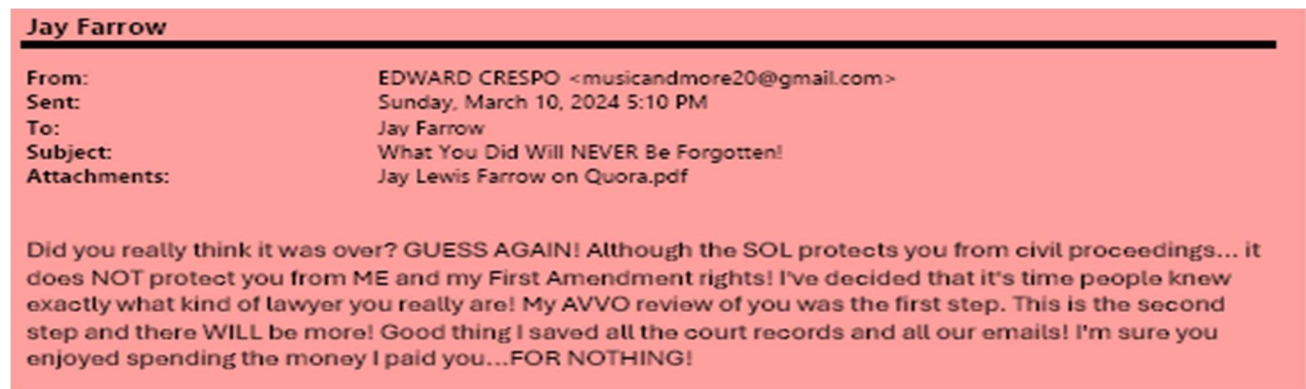 Jay Farrow
From: EDWARD CRESPO <musicandmore20@gmail.com>
Sent: Sunday, March 10, 2024 5:10 PM
To: Jay Farrow
Subject: What You Did Will NEVER Be Forgotten!
Attachments: Jay Lewis Farrow on Quora.pdf
Did you really think it was over? GUESS AGAIN! Although the SOL protects you from civil proceedings... it
does NOT protect you from ME and my First Amendment rights! I've decided that it's time people knew
exactly what kind of lawyer you really are! My AVVO review of you was the first step. This is the second
step and there WILL be more! Good thing I saved all the court records and all our emails! I'm sure you
enjoyed spending the money I paid you...FOR NOTHING!